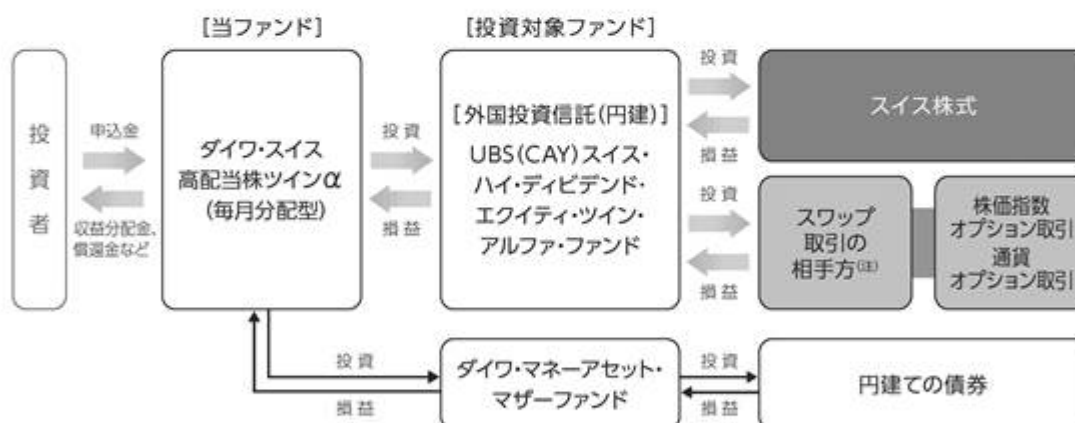 [当ファンド]
[投資対象ファンド]
投資者
申込金
収益分配金、
償還金など
ダイワ・スイス
高配当株ツインα
(毎月分配型)
投資
損益
[外国投資信託(円建)]
UBS(CAY)スイス・
ハイ・ディビデンド・
エクイティ・ツイン・
アルファ・ファンド
投資
損益
スイス株式
投資
損益
スワップ
取引の
相手方(注)
株価指数
オプション取引
通貨
オプション取引
投資
損益
ダイワ・マネーアセット・
マザーファンド
投資
損益
円建ての債券